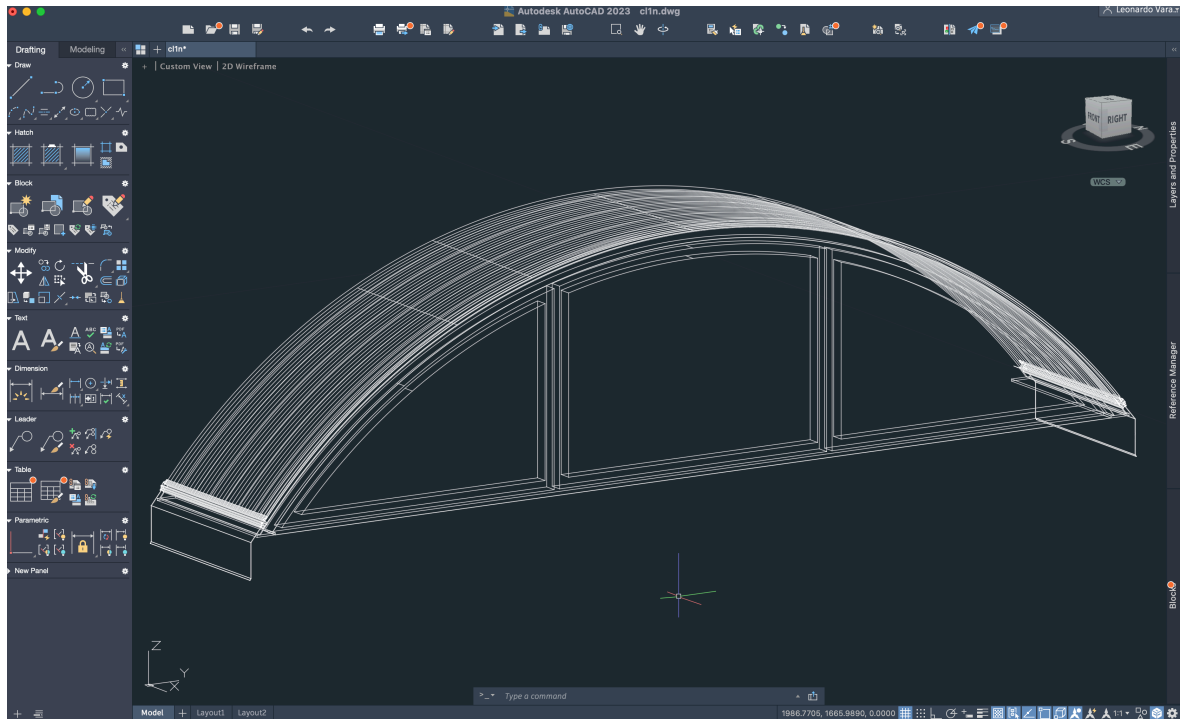 Autodesk AutoCAD 2023 cl1n.dwg
Leonardo Vara
Drafting
Modeling
cl1n*
+ | Custom View | 2D Wireframe
Draw
Hatch
Block
Modify
Text
A A A ABC PDF
Dimension
Leader
Table
Parametric
New Panel
FRONT
RIGHT
S
E
N
WCS
Layers and Properties
Reference Manager
Blocks
Z
Y
X
>_ Type a command
Model + Layout1 Layout2
1986.7705, 1665.9890, 0.0000
1:1